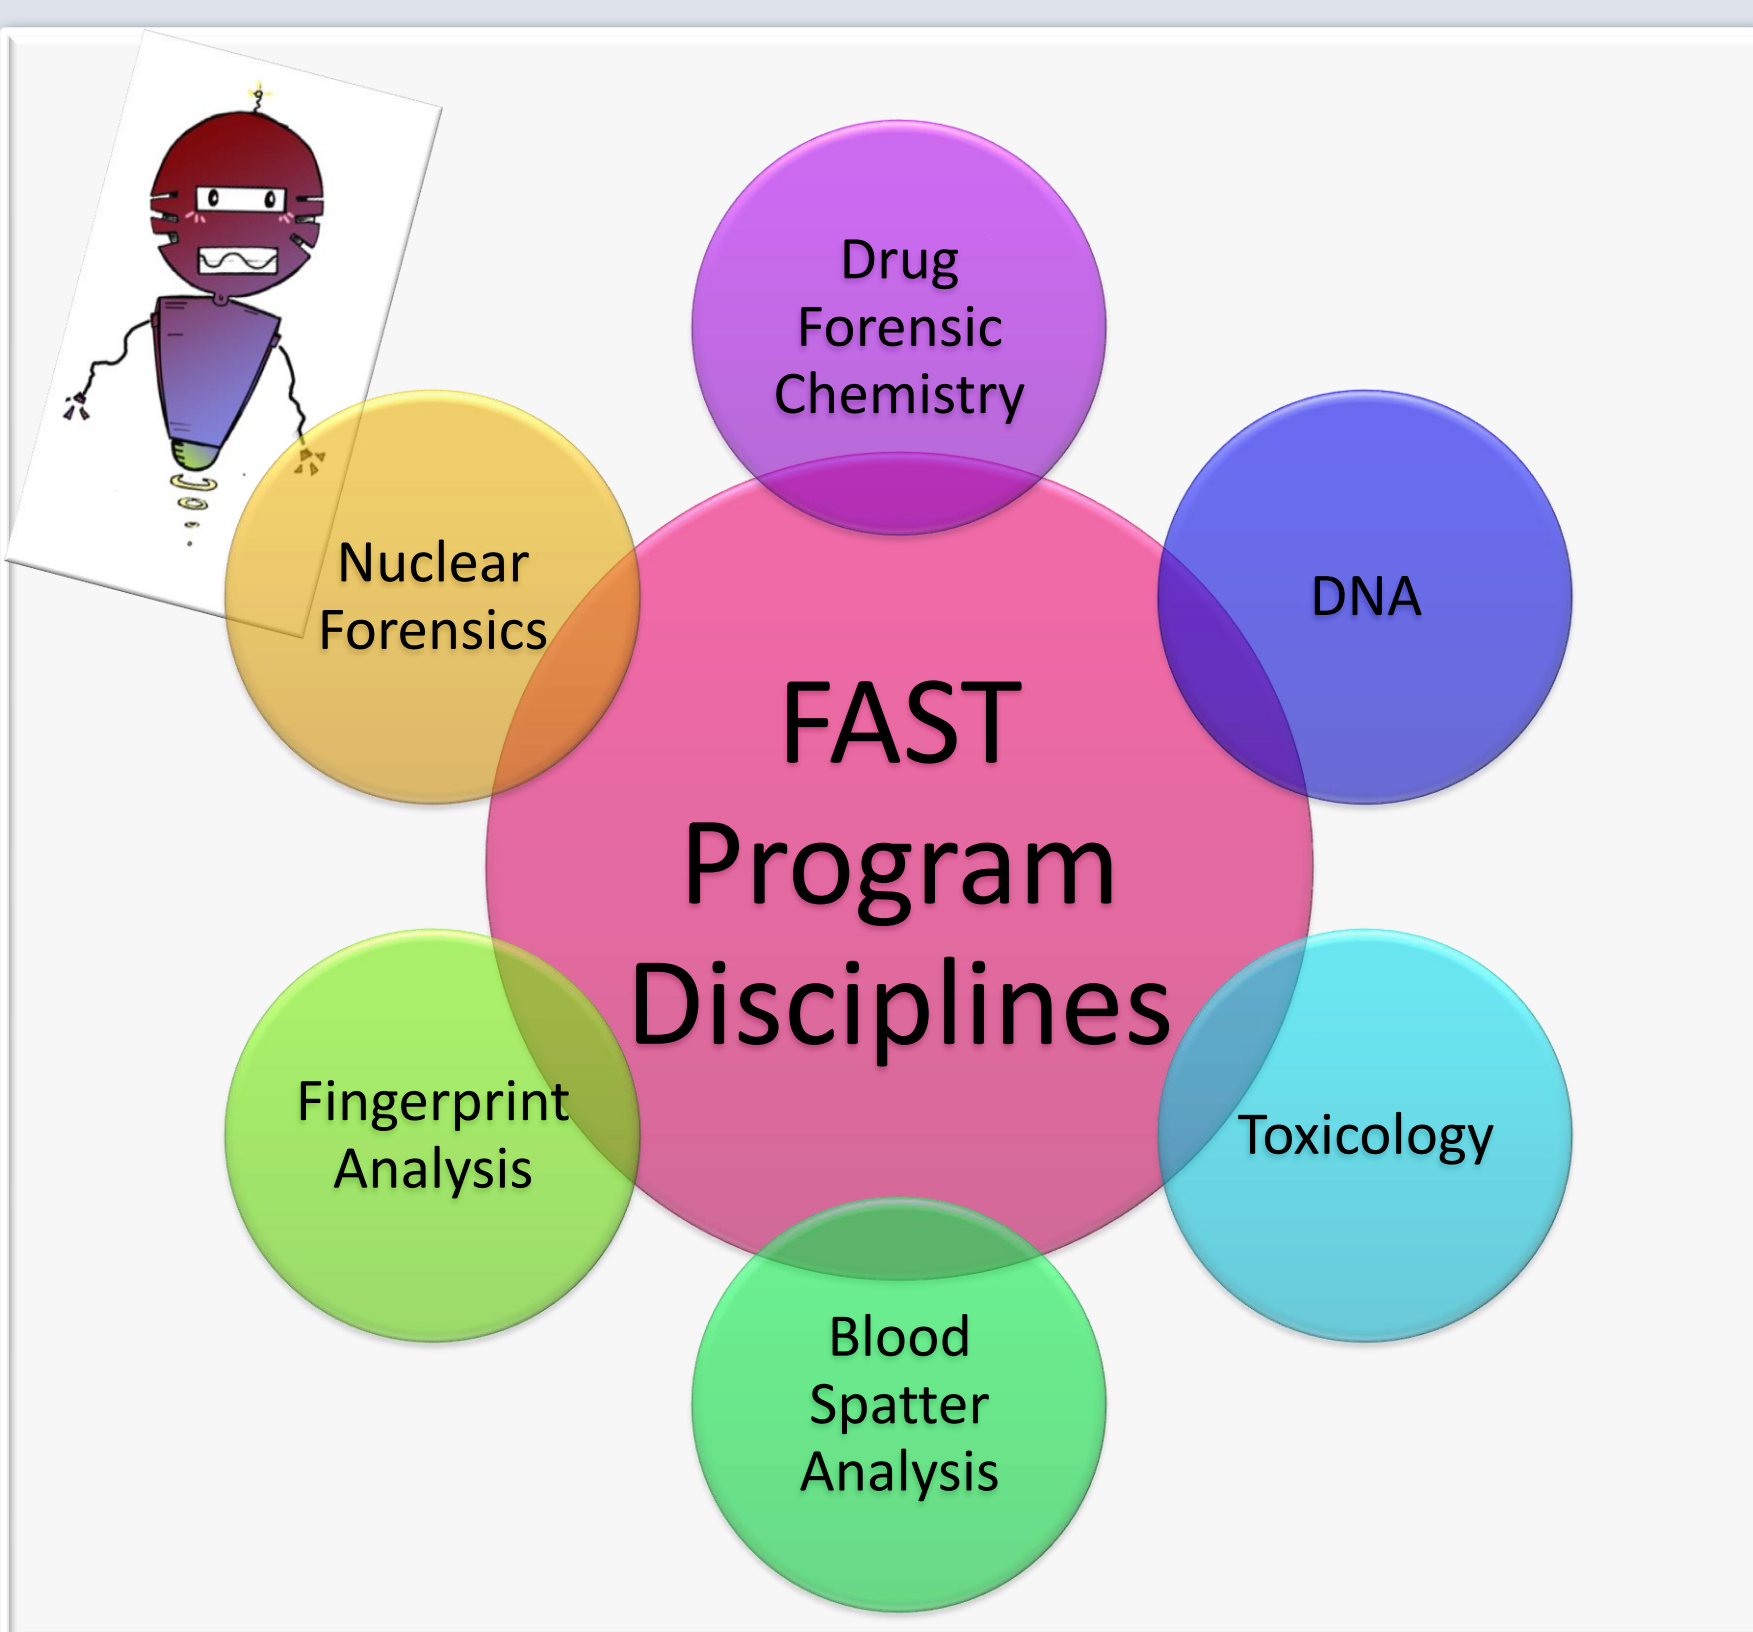 Drug
Forensic
Chemistry
DNA
Toxicology
Blood
Spatter
Analysis
Fingerprint
Analysis
Nuclear
Forensics
FAST
Program
Disciplines